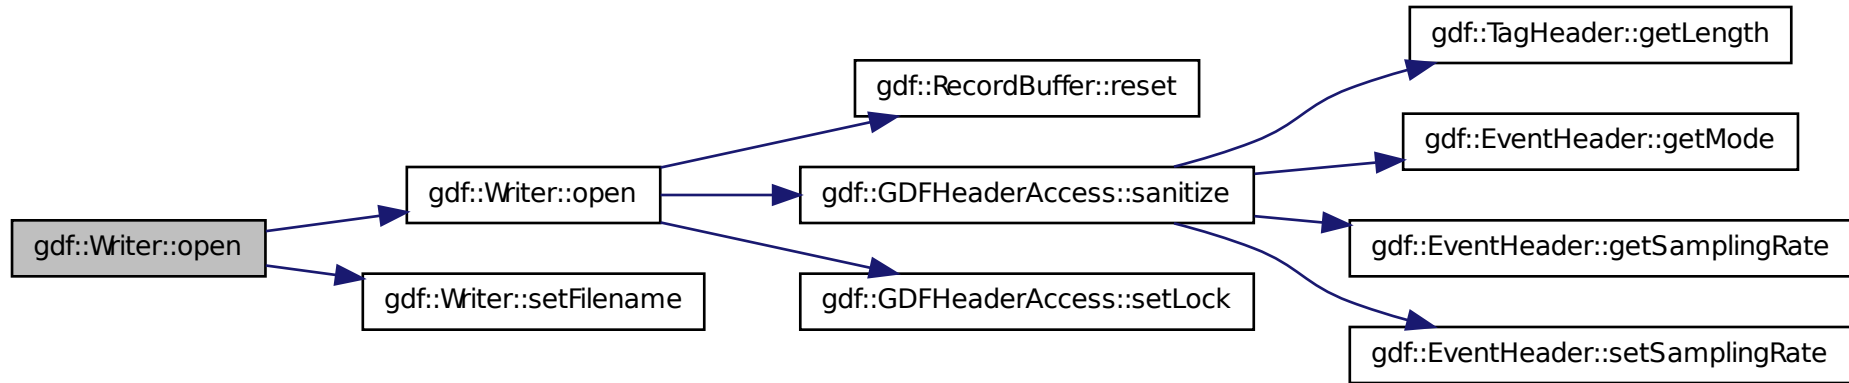 gdf::Writer::open
gdf::Writer::open
gdf::Writer::setFilename
gdf::RecordBuffer::reset
gdf::GDFHeaderAccess::sanitize
gdf::GDFHeaderAccess::setLock
gdf::TagHeader::getLength
gdf::EventHeader::getMode
gdf::EventHeader::getSamplingRate
gdf::EventHeader::setSamplingRate